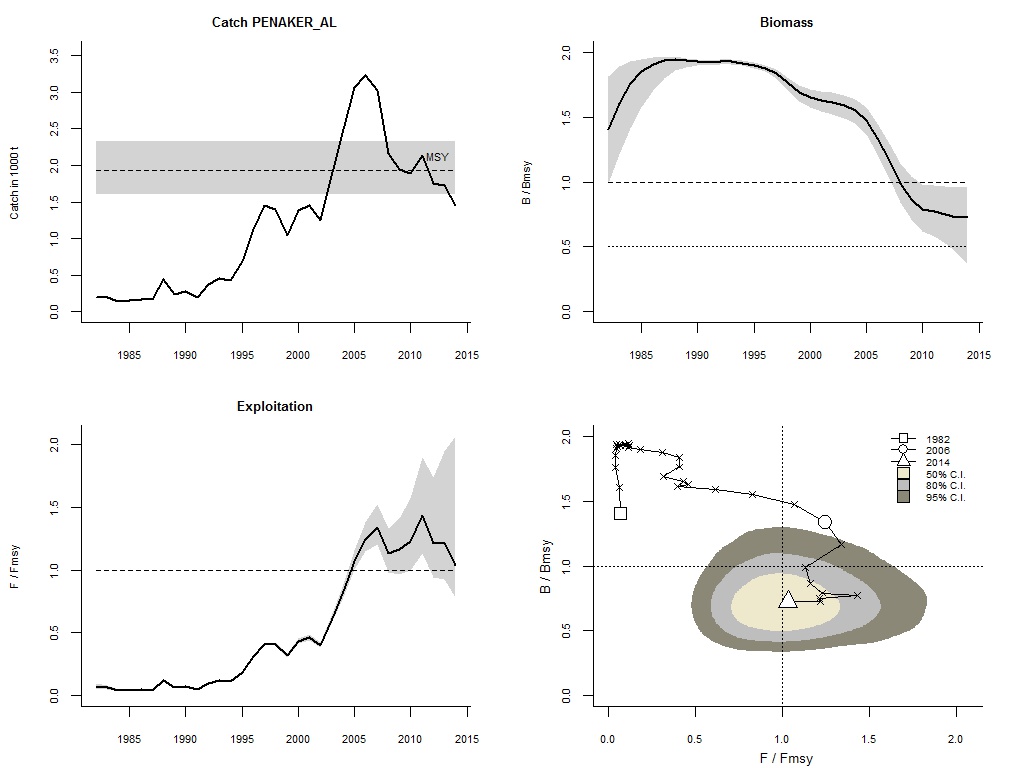 Catch PENAKER_AL
Catch in 1000 t
0.0 0.5 1.0 1.5 2.0 2.5 3.0 3.5
MSY
1985 1990 1995 2000 2005 2010 2015
Biomass
B / Bmsy
0.0 0.5 1.0 1.5 2.0
1985 1990 1995 2000 2005 2010 2015
Exploitation
F / Fmsy
0.0 0.5 1.0 1.5 2.0
1985 1990 1995 2000 2005 2010 2015
B / Bmsy
0.0 0.5 1.0 1.5 2.0
1982
2006
2014
50% C.I.
80% C.I.
95% C.I.
0.0 0.5 1.0 1.5 2.0
F / Fmsy